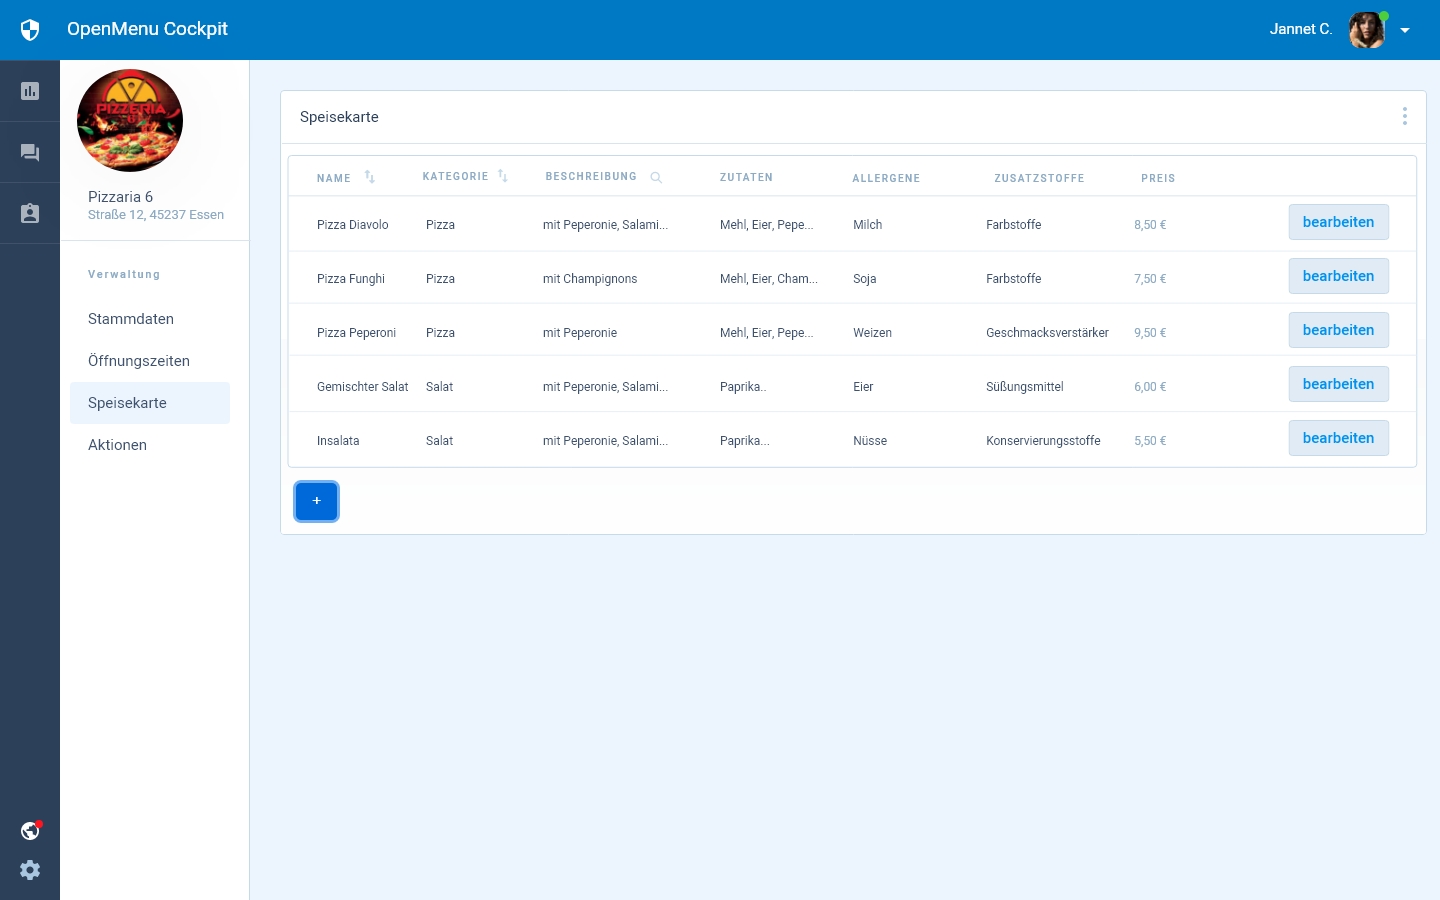 OpenMenu Cockpit
Jannet C.
PIZZERIA
Pizzaria 6
Straße 12, 45237 Essen
Verwaltung
Stammdaten
Öffnungszeiten
Speisekarte
Aktionen
Speisekarte
NAME KATEGORIE BESCHREIBUNG ZUTATEN ALLERGENE ZUSATZSTOFFE PREIS
Pizza Diavolo Pizza mit Peperonie, Salami... Mehl, Eier, Pepe... Milch Farbstoffe 8,50 € bearbeiten
Pizza Funghi Pizza mit Champignons Mehl, Eier, Cham... Soja Farbstoffe 7,50 € bearbeiten
Pizza Peperoni Pizza mit Peperonie Mehl, Eier, Pepe... Weizen Geschmacksverstärker 9,50 € bearbeiten
Gemischter Salat Salat mit Peperonie, Salami... Paprika.. Eier Süßungsmittel 6,00 € bearbeiten
Insalata Salat mit Peperonie, Salami... Paprika... Nüsse Konservierungsstoffe 5,50 € bearbeiten
+